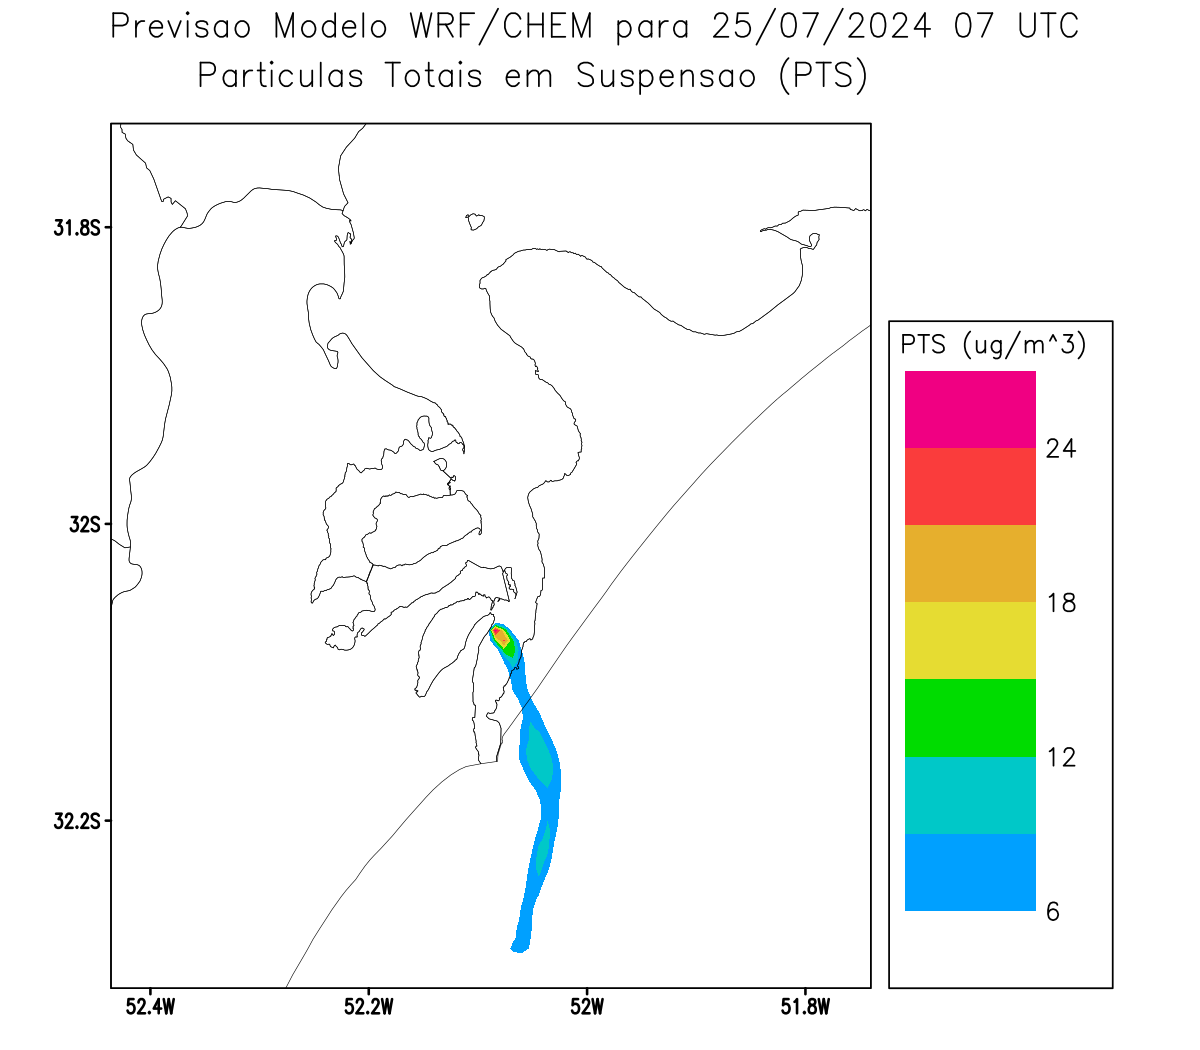 Previsao Modelo WRF/CHEM para 25/07/2024 07 UTC
Particulas Totais em Suspensao (PTS)
31.8S
32S
32.2S
52.4W
52.2W
52W
51.8W
PTS (ug/m^3)
24
18
12
6